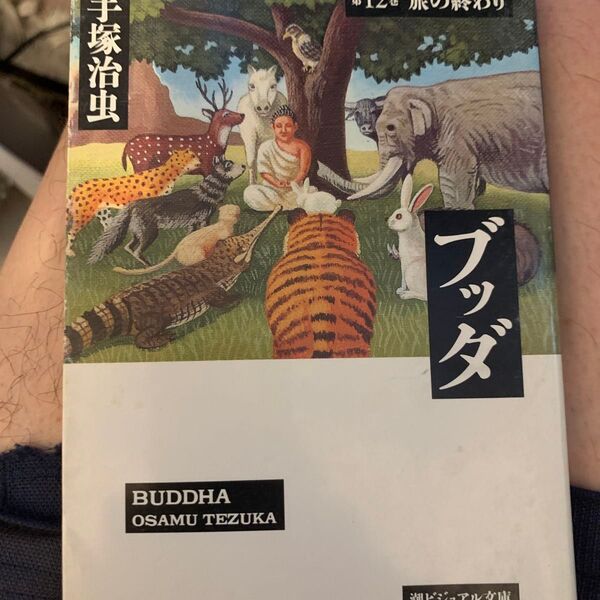 第12巻 旅の終わり
手塚治虫
ブッダ
BUDDHA
OSAMU TEZUKA
潮ビジュアル文庫